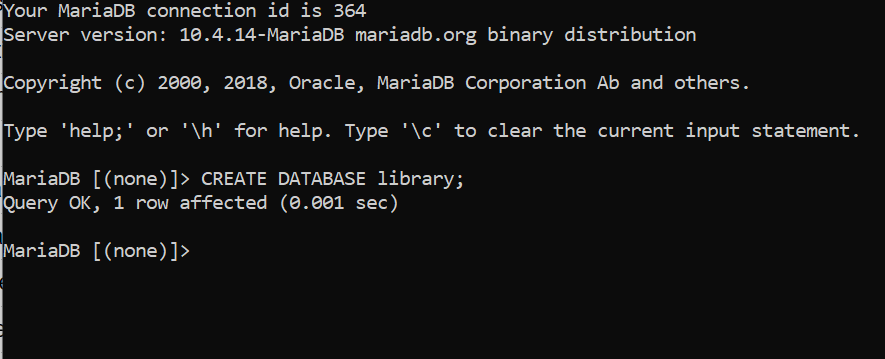 Your MariaDB connection id is 364
Server version: 10.4.14-MariaDB mariadb.org binary distribution
Copyright (c) 2000, 2018, Oracle, MariaDB Corporation Ab and others.
Type 'help;' or '\h' for help. Type '\c' to clear the current input statement.
MariaDB [(none)]> CREATE DATABASE library;
Query OK, 1 row affected (0.001 sec)
MariaDB [(none)]>